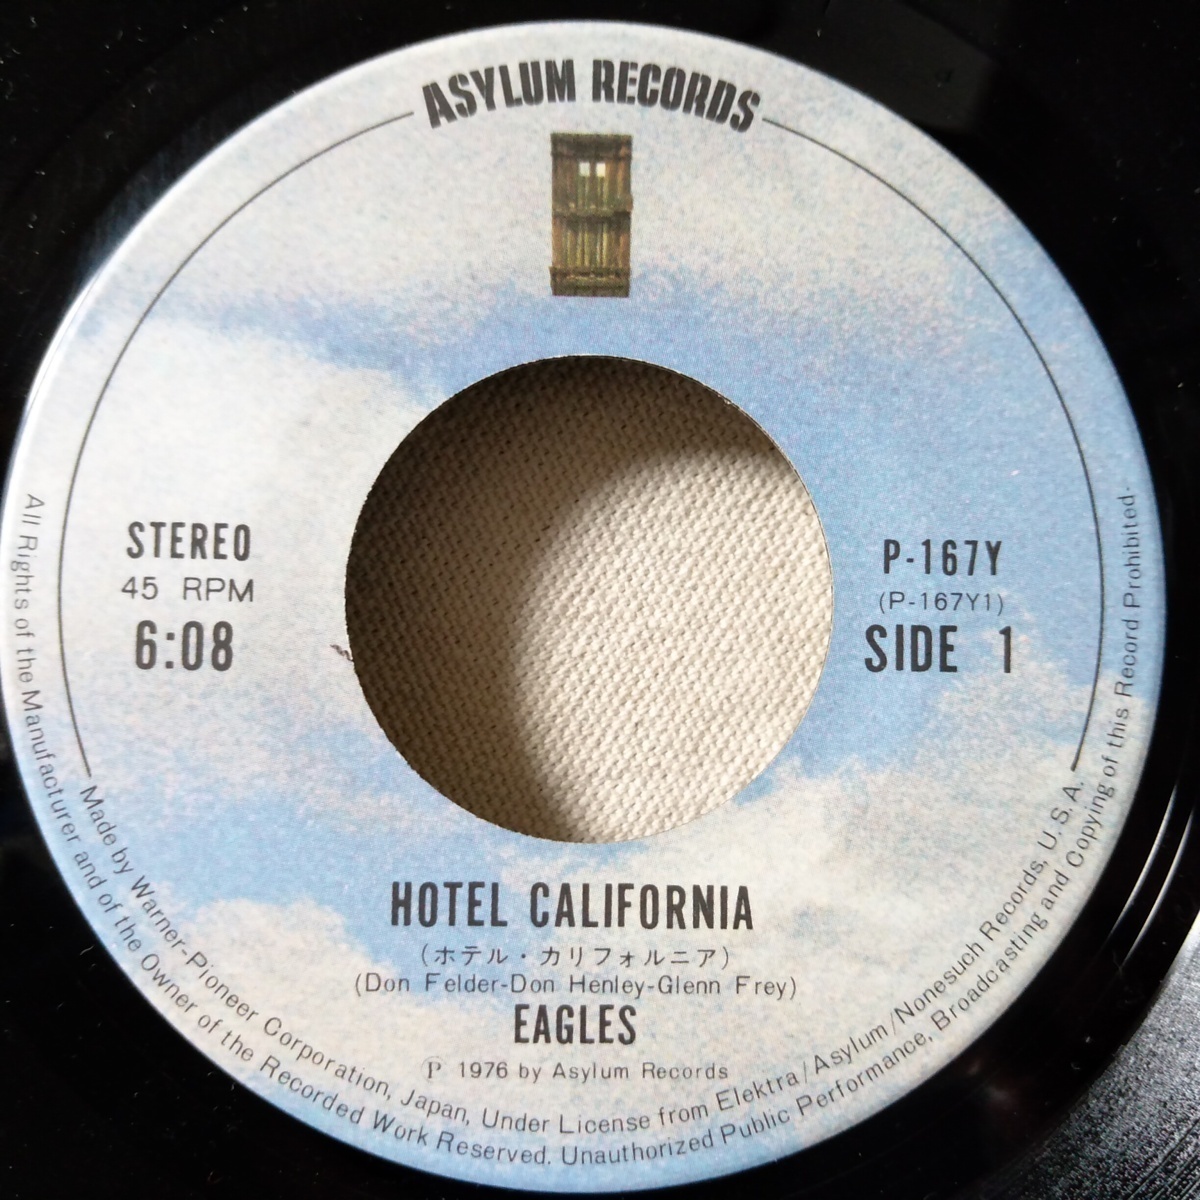 ASYLUM RECORDS
STEREO
45 RPM
6:08
P-167Y
(P-167Y1)
SIDE 1
HOTEL CALIFORNIA
(ホテル・カリフォルニア)
(Don Felder-Don Henley-Glenn Frey)
EAGLES
Ⓟ 1976 by Asylum Records
Made by Warner-Pioneer Corporation, Japan, Under License from Elektra/Asylum/Nonesuch Records, U.S.A.
All Rights of the Manufacturer and of the Owner of the Recorded Work Reserved. Unauthorized Public Performance, Broadcasting and Copying of this Record Prohibited.